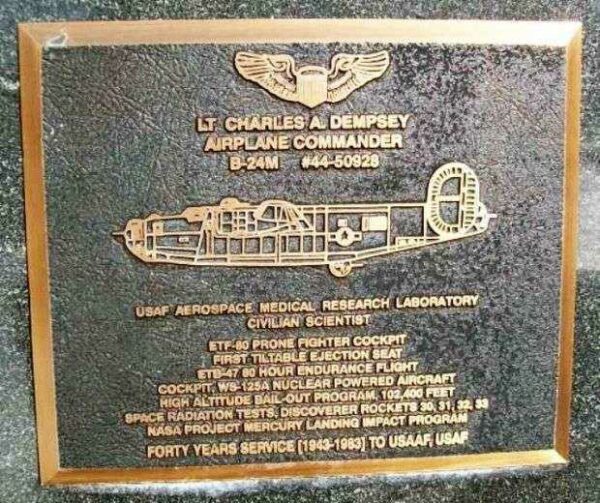 LT CHARLES A. DEMPSEY
AIRPLANE COMMANDER
B-24M #44-50928
USAF AEROSPACE MEDICAL RESEARCH LABORATORY
CIVILIAN SCIENTIST
ETF-80 PRONE FIGHTER COCKPIT
FIRST TILTABLE EJECTION SEAT
ETB-47 80 HOUR ENDURANCE FLIGHT
COCKPIT, WS-125A NUCLEAR POWERED AIRCRAFT
HIGH ALTITUDE BAIL-OUT PROGRAM, 102,400 FEET
SPACE RADIATION TESTS, DISCOVERER ROCKETS 30, 31, 32, 33
NASA PROJECT MERCURY LANDING IMPACT PROGRAM
FORTY YEARS SERVICE [1943-1983] TO USAAF, USAF